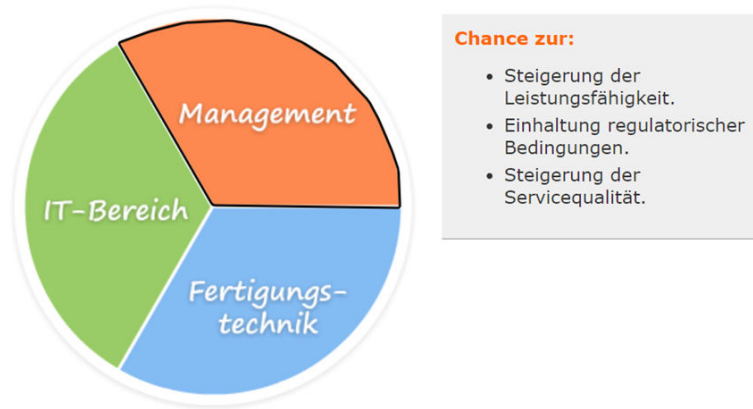 Management
IT-Bereich
Fertigungs-
technik
Chance zur:
• Steigerung der
Leistungsfähigkeit.
• Einhaltung regulatorischer
Bedingungen.
• Steigerung der
Servicequalität.